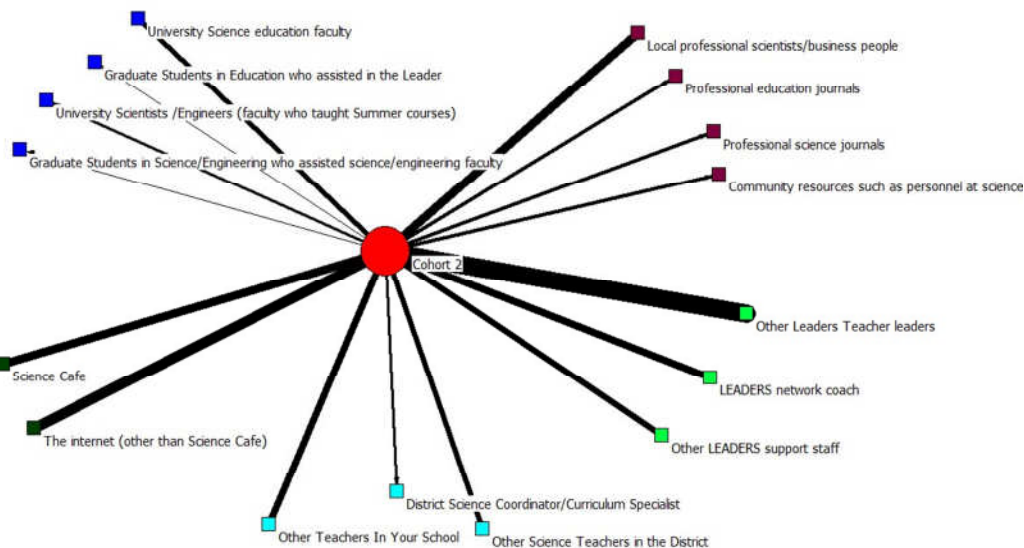 University Science education faculty
Graduate Students in Education who assisted in the Leader
University Scientists /Engineers (faculty who taught Summer courses)
Graduate Students in Science/Engineering who assisted science/engineering faculty
Local professional scientists/business people
Professional education journals
Professional science journals
Community resources such as personnel at science
Cohort 2
Other Leaders Teacher leaders
LEADERS network coach
Other LEADERS support staff
Science Cafe
The internet (other than Science Cafe)
District Science Coordinator/Curriculum Specialist
Other Teachers In Your School
Other Science Teachers in the District